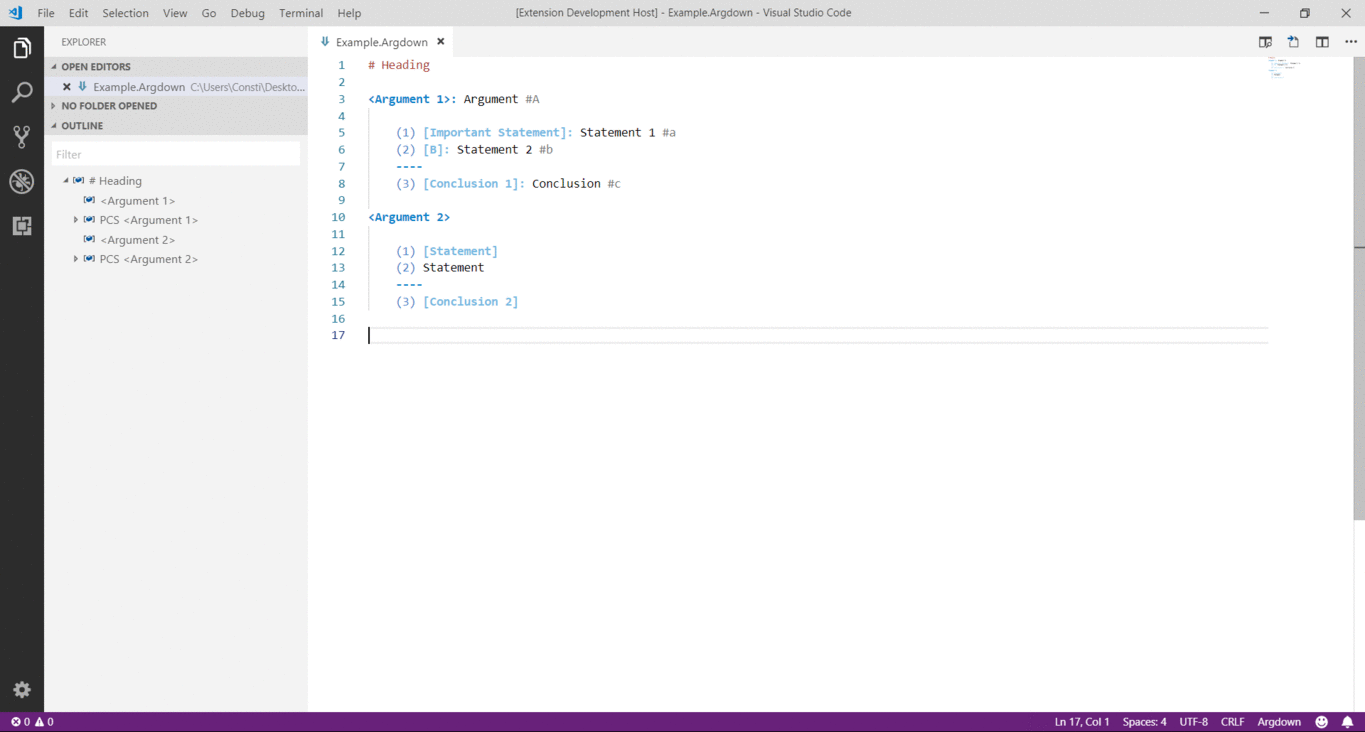 File Edit Selection View Go Debug Terminal Help [Extension Development Host] - Example.Argdown - Visual Studio Code
EXPLORER
OPEN EDITORS
Example.Argdown C:\Users\Consti\Deskto...
NO FOLDER OPENED
OUTLINE
Filter
# Heading
<Argument 1>
PCS <Argument 1>
<Argument 2>
PCS <Argument 2>
Example.Argdown
1 # Heading
2
3 <Argument 1>: Argument #A
4
5 (1) [Important Statement]: Statement 1 #a
6 (2) [B]: Statement 2 #b
7 ----
8 (3) [Conclusion 1]: Conclusion #c
9
10 <Argument 2>
11
12 (1) [Statement]
13 (2) Statement
14 ----
15 (3) [Conclusion 2]
16
17
0 0 Ln 17, Col 1 Spaces: 4 UTF-8 CRLF Argdown